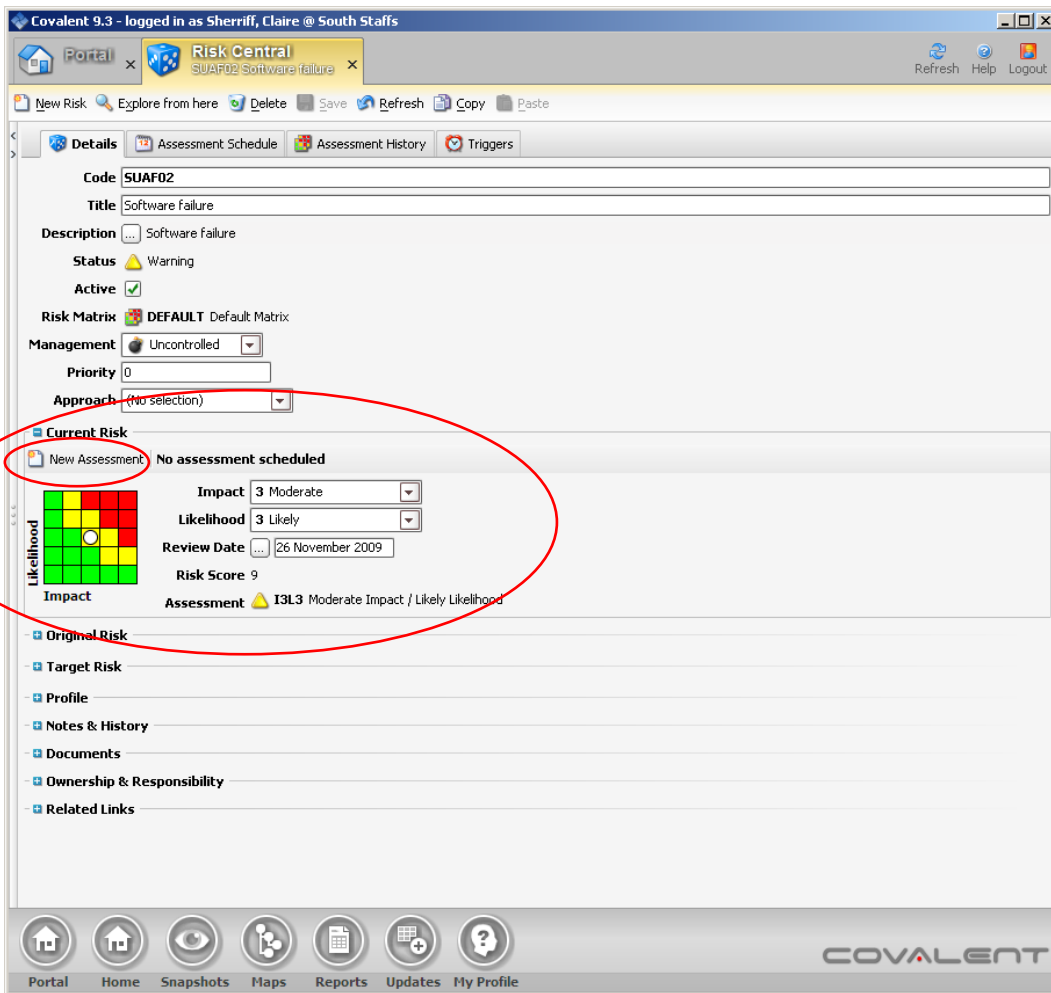 Covalent 9.3 - logged in as Sherriff, Claire @ South Staffs
Portal
Risk Central
SUAF02 Software failure
Refresh Help Logout
New Risk Explore from here Delete Save Refresh Copy Paste
Details Assessment Schedule Assessment History Triggers
Code SUAF02
Title Software failure
Description ... Software failure
Status Warning
Active
Risk Matrix DEFAULT Default Matrix
Management Uncontrolled
Priority 0
Approach (No selection)
Current Risk
New Assessment No assessment scheduled
Impact 3 Moderate
Likelihood 3 Likely
Review Date ... 26 November 2009
Risk Score 9
Assessment I3L3 Moderate Impact / Likely Likelihood
Likelihood
Impact
Original Risk
Target Risk
Profile
Notes & History
Documents
Ownership & Responsibility
Related Links
Portal Home Snapshots Maps Reports Updates My Profile
COVALENT